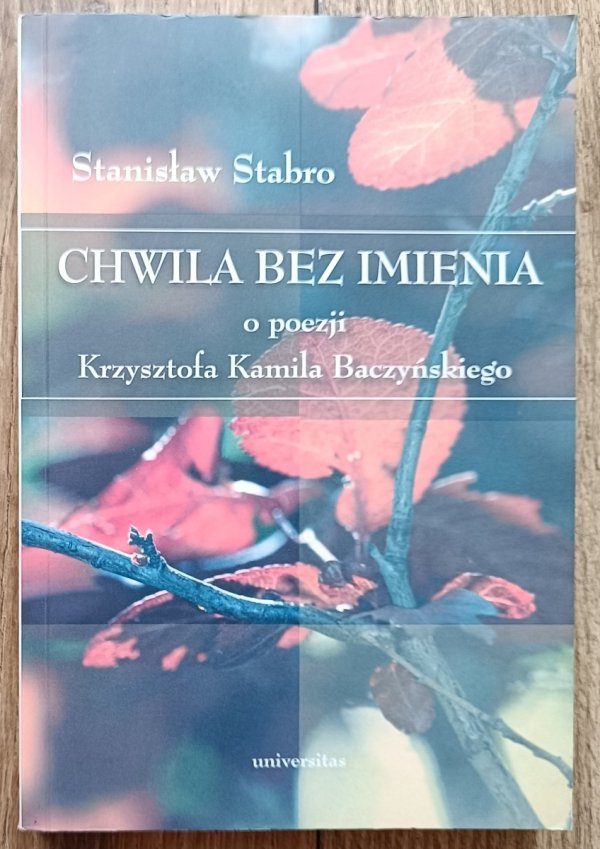 Stanisław Stabro
CHWILA BEZ IMIENIA
o poezji
Krzysztofa Kamila Baczyńskiego
universitas